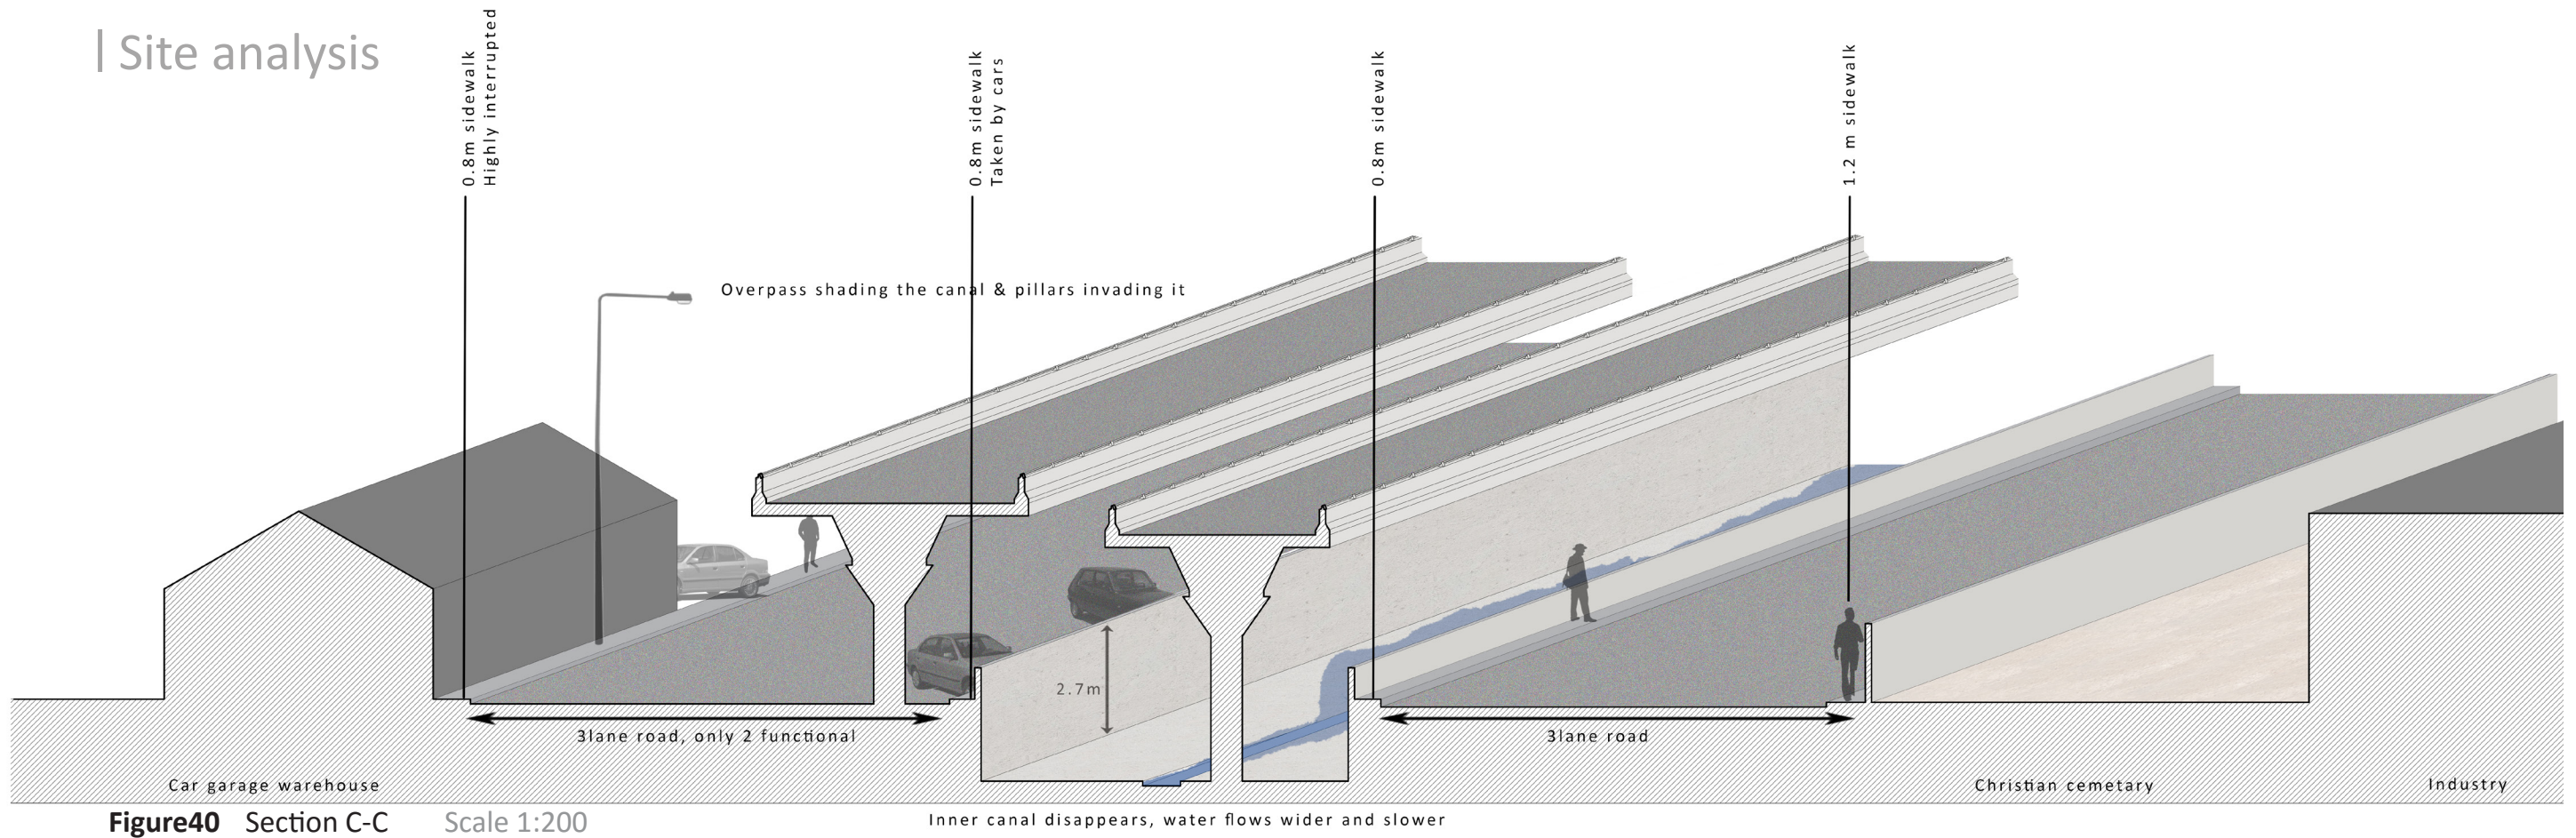 | Site analysis
0.8m sidewalk
Highly interrupted
0.8m sidewalk
Taken by cars
0.8m sidewalk
1.2 m sidewalk
Overpass shading the canal & pillars invading it
2.7m
3lane road, only 2 functional
3lane road
Car garage warehouse
Christian cemetary
Industry
Figure40 Section C-C Scale 1:200
Inner canal disappears, water flows wider and slower